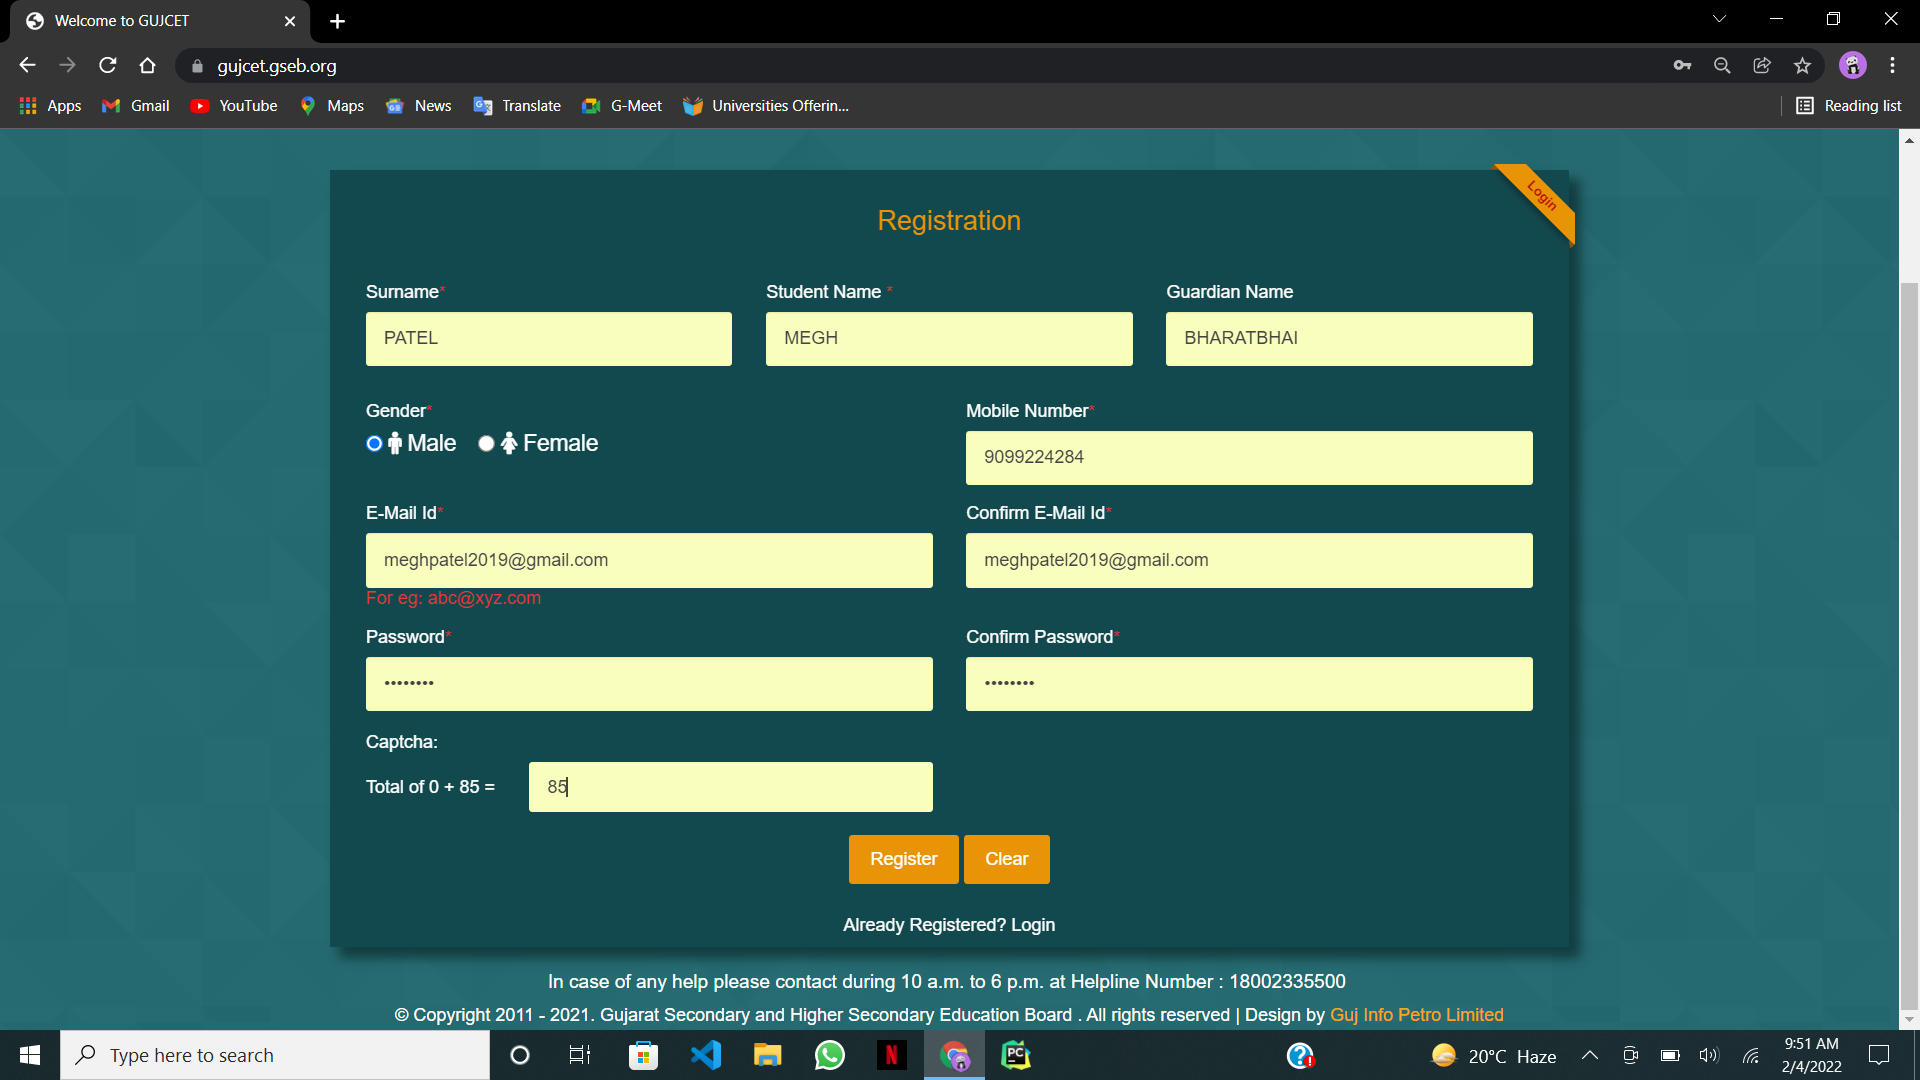 Welcome to GUJCET
gujcet.gseb.org
Apps Gmail YouTube Maps News Translate G-Meet Universities Offerin... Reading list
Login
Registration
Surname* Student Name * Guardian Name
PATEL MEGH BHARATBHAI
Gender* Mobile Number*
Male Female
9099224284
E-Mail Id* Confirm E-Mail Id*
meghpatel2019@gmail.com meghpatel2019@gmail.com
For eg: abc@xyz.com
Password* Confirm Password*
•••••••• ••••••••
Captcha:
Total of 0 + 85 = 85
Register Clear
Already Registered? Login
In case of any help please contact during 10 a.m. to 6 p.m. at Helpline Number : 18002335500
© Copyright 2011 - 2021. Gujarat Secondary and Higher Secondary Education Board . All rights reserved | Design by Guj Info Petro Limited
Type here to search
N
PC
20°C Haze
9:51 AM
2/4/2022